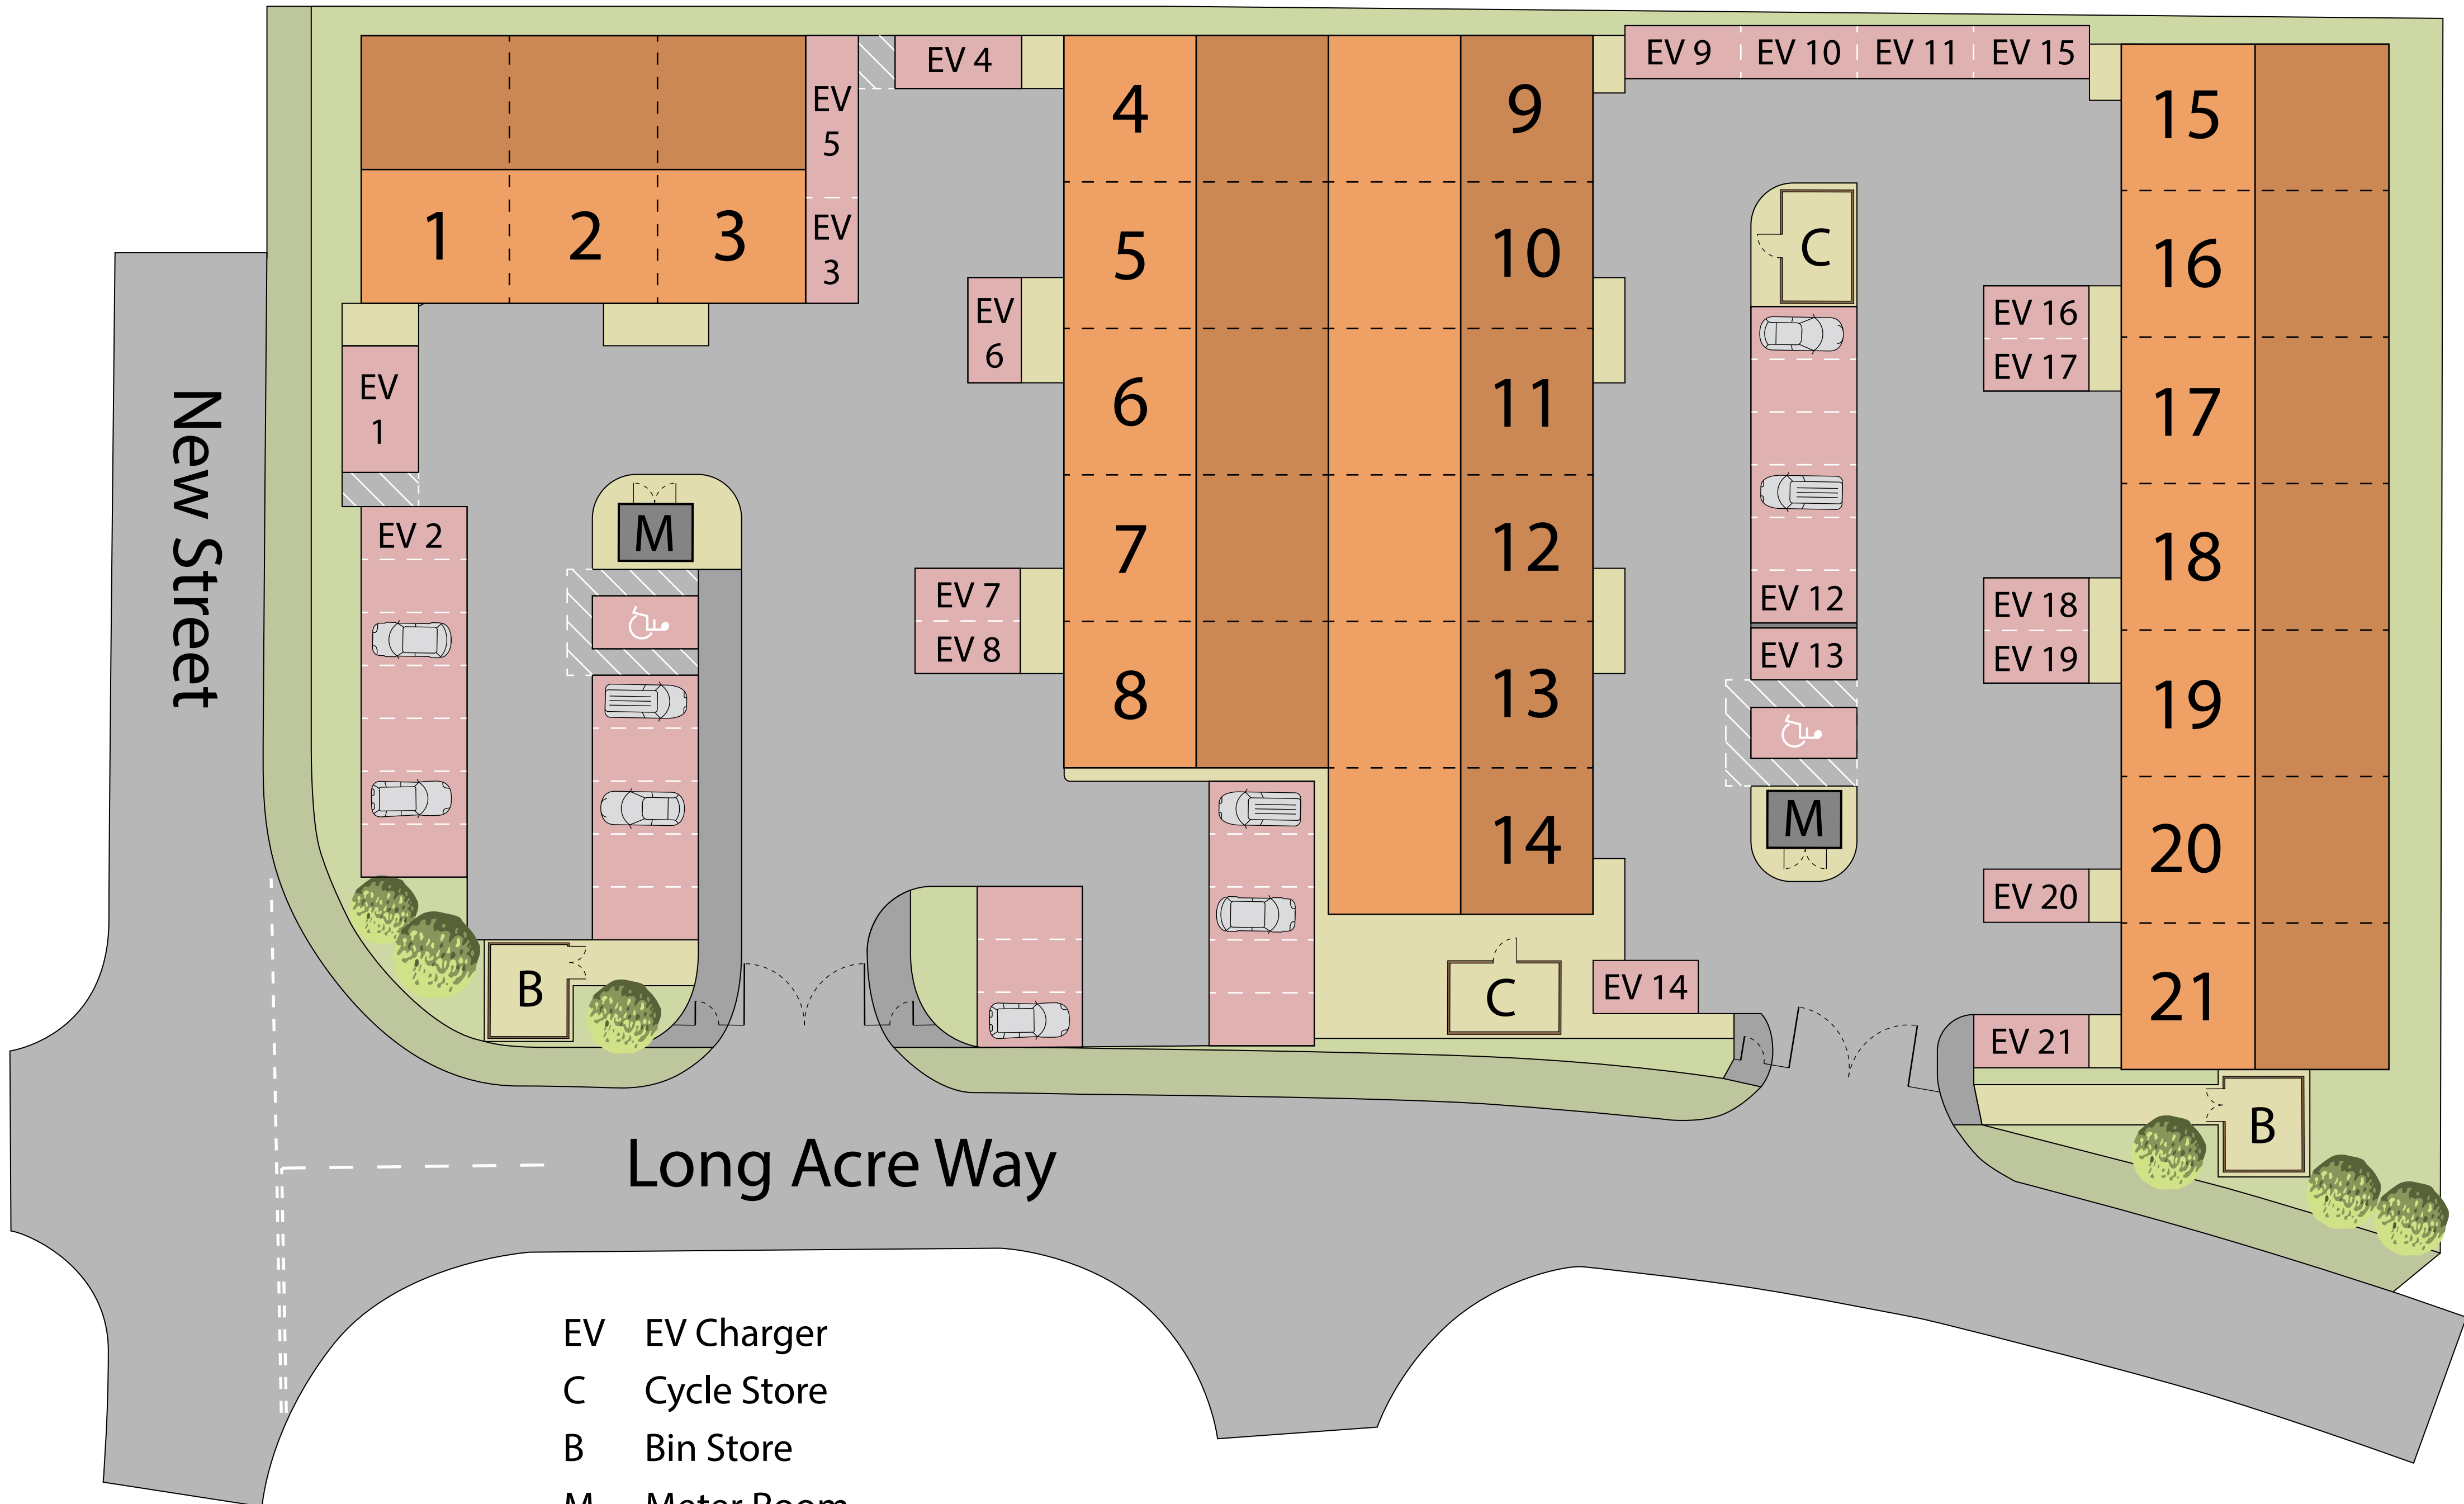 EV 4
EV 9 EV 10 EV 11 EV 15
EV
5
4
9
15
1 2 3
EV
3
5
10
C
16
EV
6
EV 16
EV 17
EV
1
6
11
17
New Street
EV 2
M
7
12
18
EV 7
EV 8
EV 12
EV 13
EV 18
EV 19
8
13
19
M
14
20
EV 20
B
C
EV 14
21
EV 21
B
Long Acre Way
EV EV Charger
C Cycle Store
B Bin Store
M Meter Room